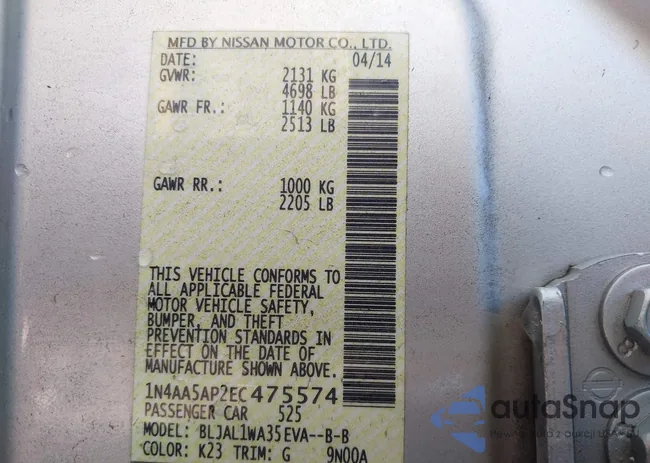 MFD BY NISSAN MOTOR CO., LTD.
DATE: 04/14
GVWR: 2131 KG
4698 LB
GAWR FR.: 1140 KG
2513 LB
GAWR RR.: 1000 KG
2205 LB
THIS VEHICLE CONFORMS TO
ALL APPLICABLE FEDERAL
MOTOR VEHICLE SAFETY,
BUMPER, AND THEFT
PREVENTION STANDARDS IN
EFFECT ON THE DATE OF
MANUFACTURE SHOWN ABOVE.
1N4AA5AP2EC475574
PASSENGER CAR 525
MODEL: BLJAL1WA35EVA--B-B
COLOR: K23 TRIM: G 9N00A
autoSnap